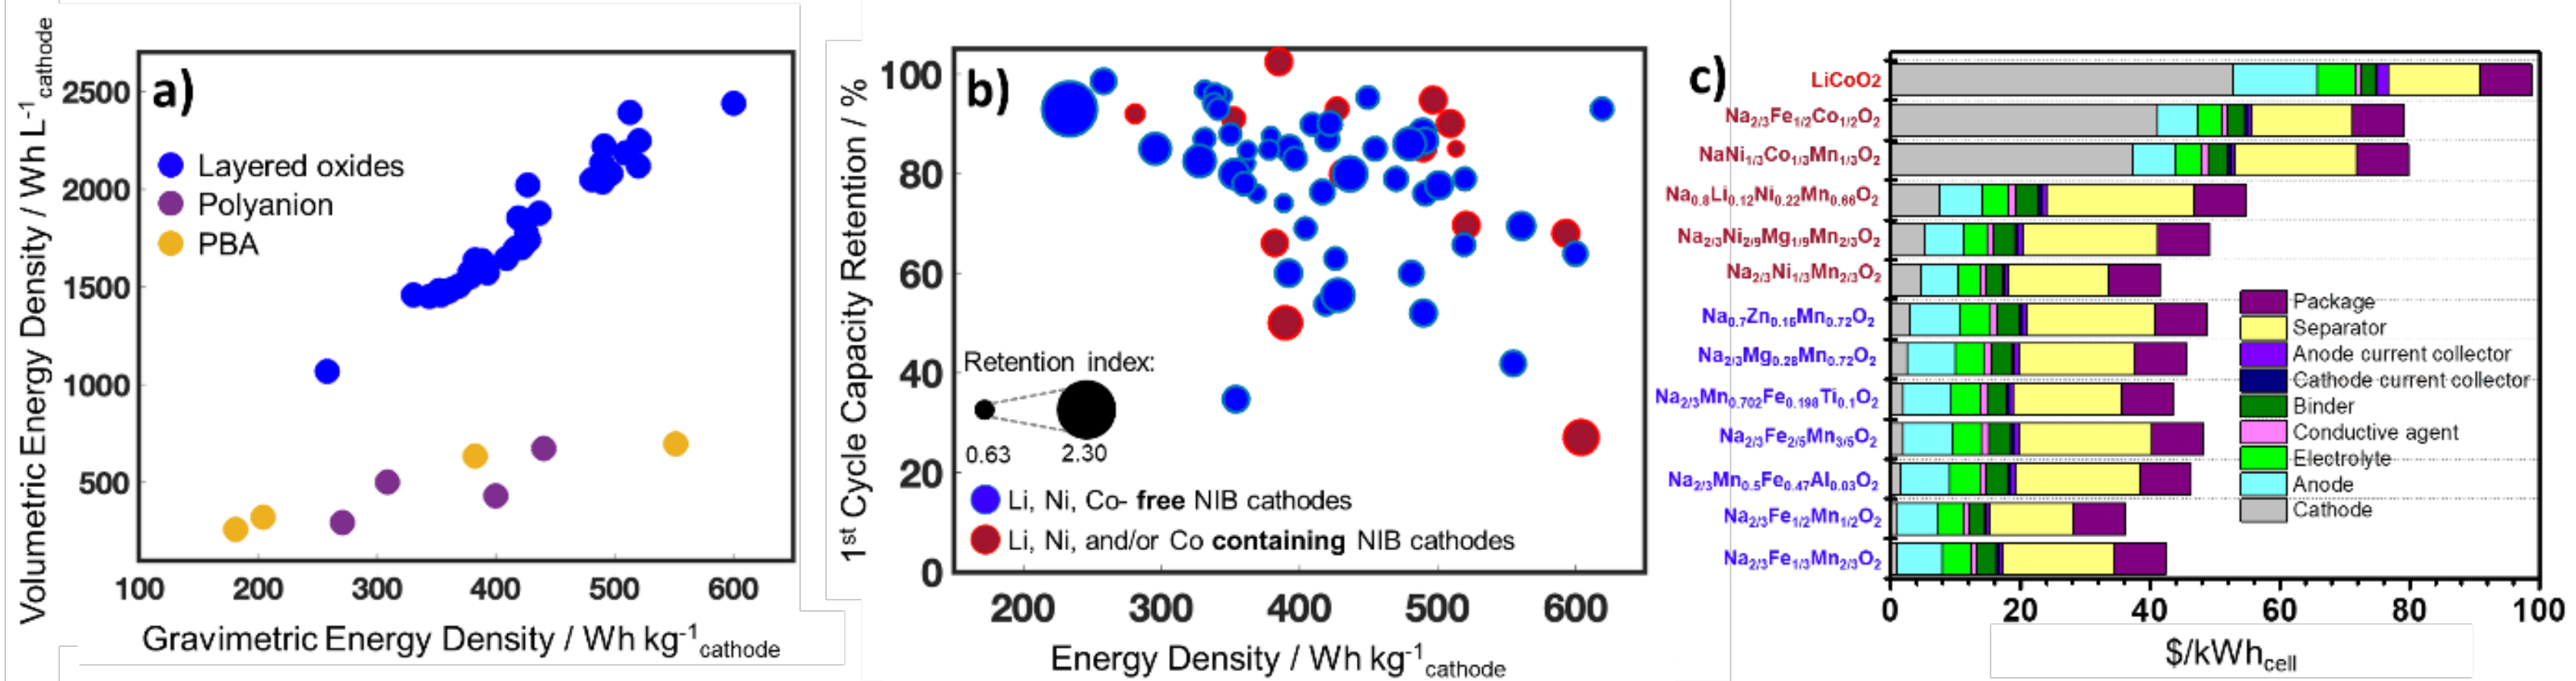 a)
Volumetric Energy Density / Wh L⁻¹cathode
2500
2000
1500
1000
500
Layered oxides
Polyanion
PBA
100 200 300 400 500 600
Gravimetric Energy Density / Wh kg⁻¹cathode
b)
1st Cycle Capacity Retention / %
100
80
60
40
20
0
Retention index:
0.63 2.30
Li, Ni, Co- free NIB cathodes
Li, Ni, and/or Co containing NIB cathodes
200 300 400 500 600
Energy Density / Wh kg⁻¹cathode
c)
LiCoO2
Na₂/₃Fe₁/₂Co₁/₂O₂
NaNi₁/₃Co₁/₃Mn₁/₃O₂
Na₀.₈Li₀.₁₂Ni₀.₂₂Mn₀.₆₆O₂
Na₂/₃Ni₂/₉Mg₁/₉Mn₂/₃O₂
Na₂/₃Ni₁/₃Mn₂/₃O₂
Na₀.₇Zn₀.₁₅Mn₀.₇₂O₂
Na₂/₃Mg₀.₂₈Mn₀.₇₂O₂
Na₂/₃Mn₀.₇₀₂Fe₀.₁₉₈Ti₀.₁O₂
Na₂/₃Fe₂/₅Mn₃/₅O₂
Na₂/₃Mn₀.₅Fe₀.₄₇Al₀.₀₃O₂
Na₂/₃Fe₁/₂Mn₁/₂O₂
Na₂/₃Fe₁/₃Mn₂/₃O₂
Package
Separator
Anode current collector
Cathode current collector
Binder
Conductive agent
Electrolyte
Anode
Cathode
0 20 40 60 80 100
$/kWhcell